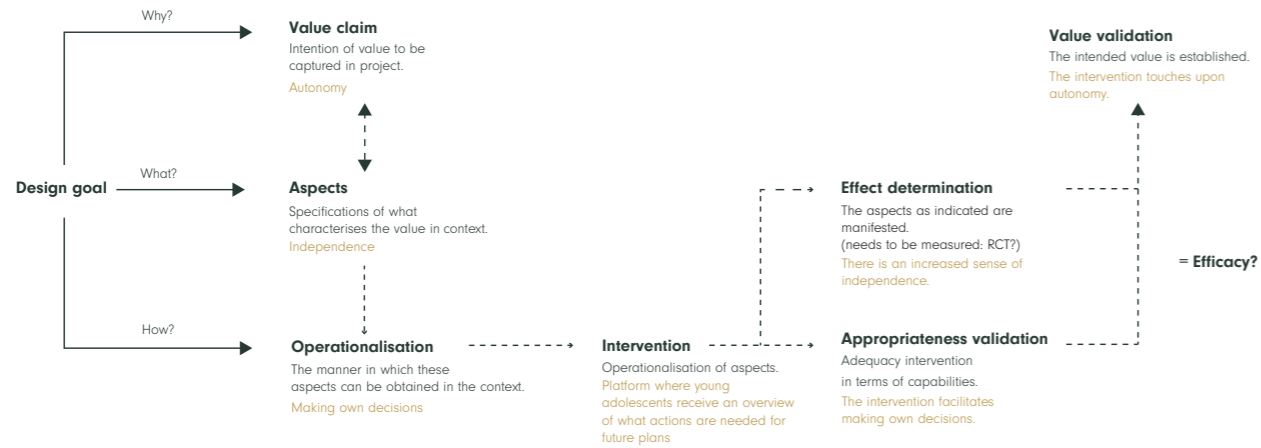 Why?
Value claim
Intention of value to be
captured in project.
Autonomy
Value validation
The intended value is established.
The intervention touches upon
autonomy.
Design goal
What?
Aspects
Specifications of what
characterises the value in context.
Independence
Effect determination
The aspects as indicated are
manifested.
(needs to be measured: RCT?)
There is an increased sense of
independence.
= Efficacy?
How?
Operationalisation
The manner in which these
aspects can be obtained in the context.
Making own decisions
Intervention
Operationalisation of aspects.
Platform where young
adolescents receive an overview
of what actions are needed for
future plans
Appropriateness validation
Adequacy intervention
in terms of capabilities.
The intervention facilitates
making own decisions.